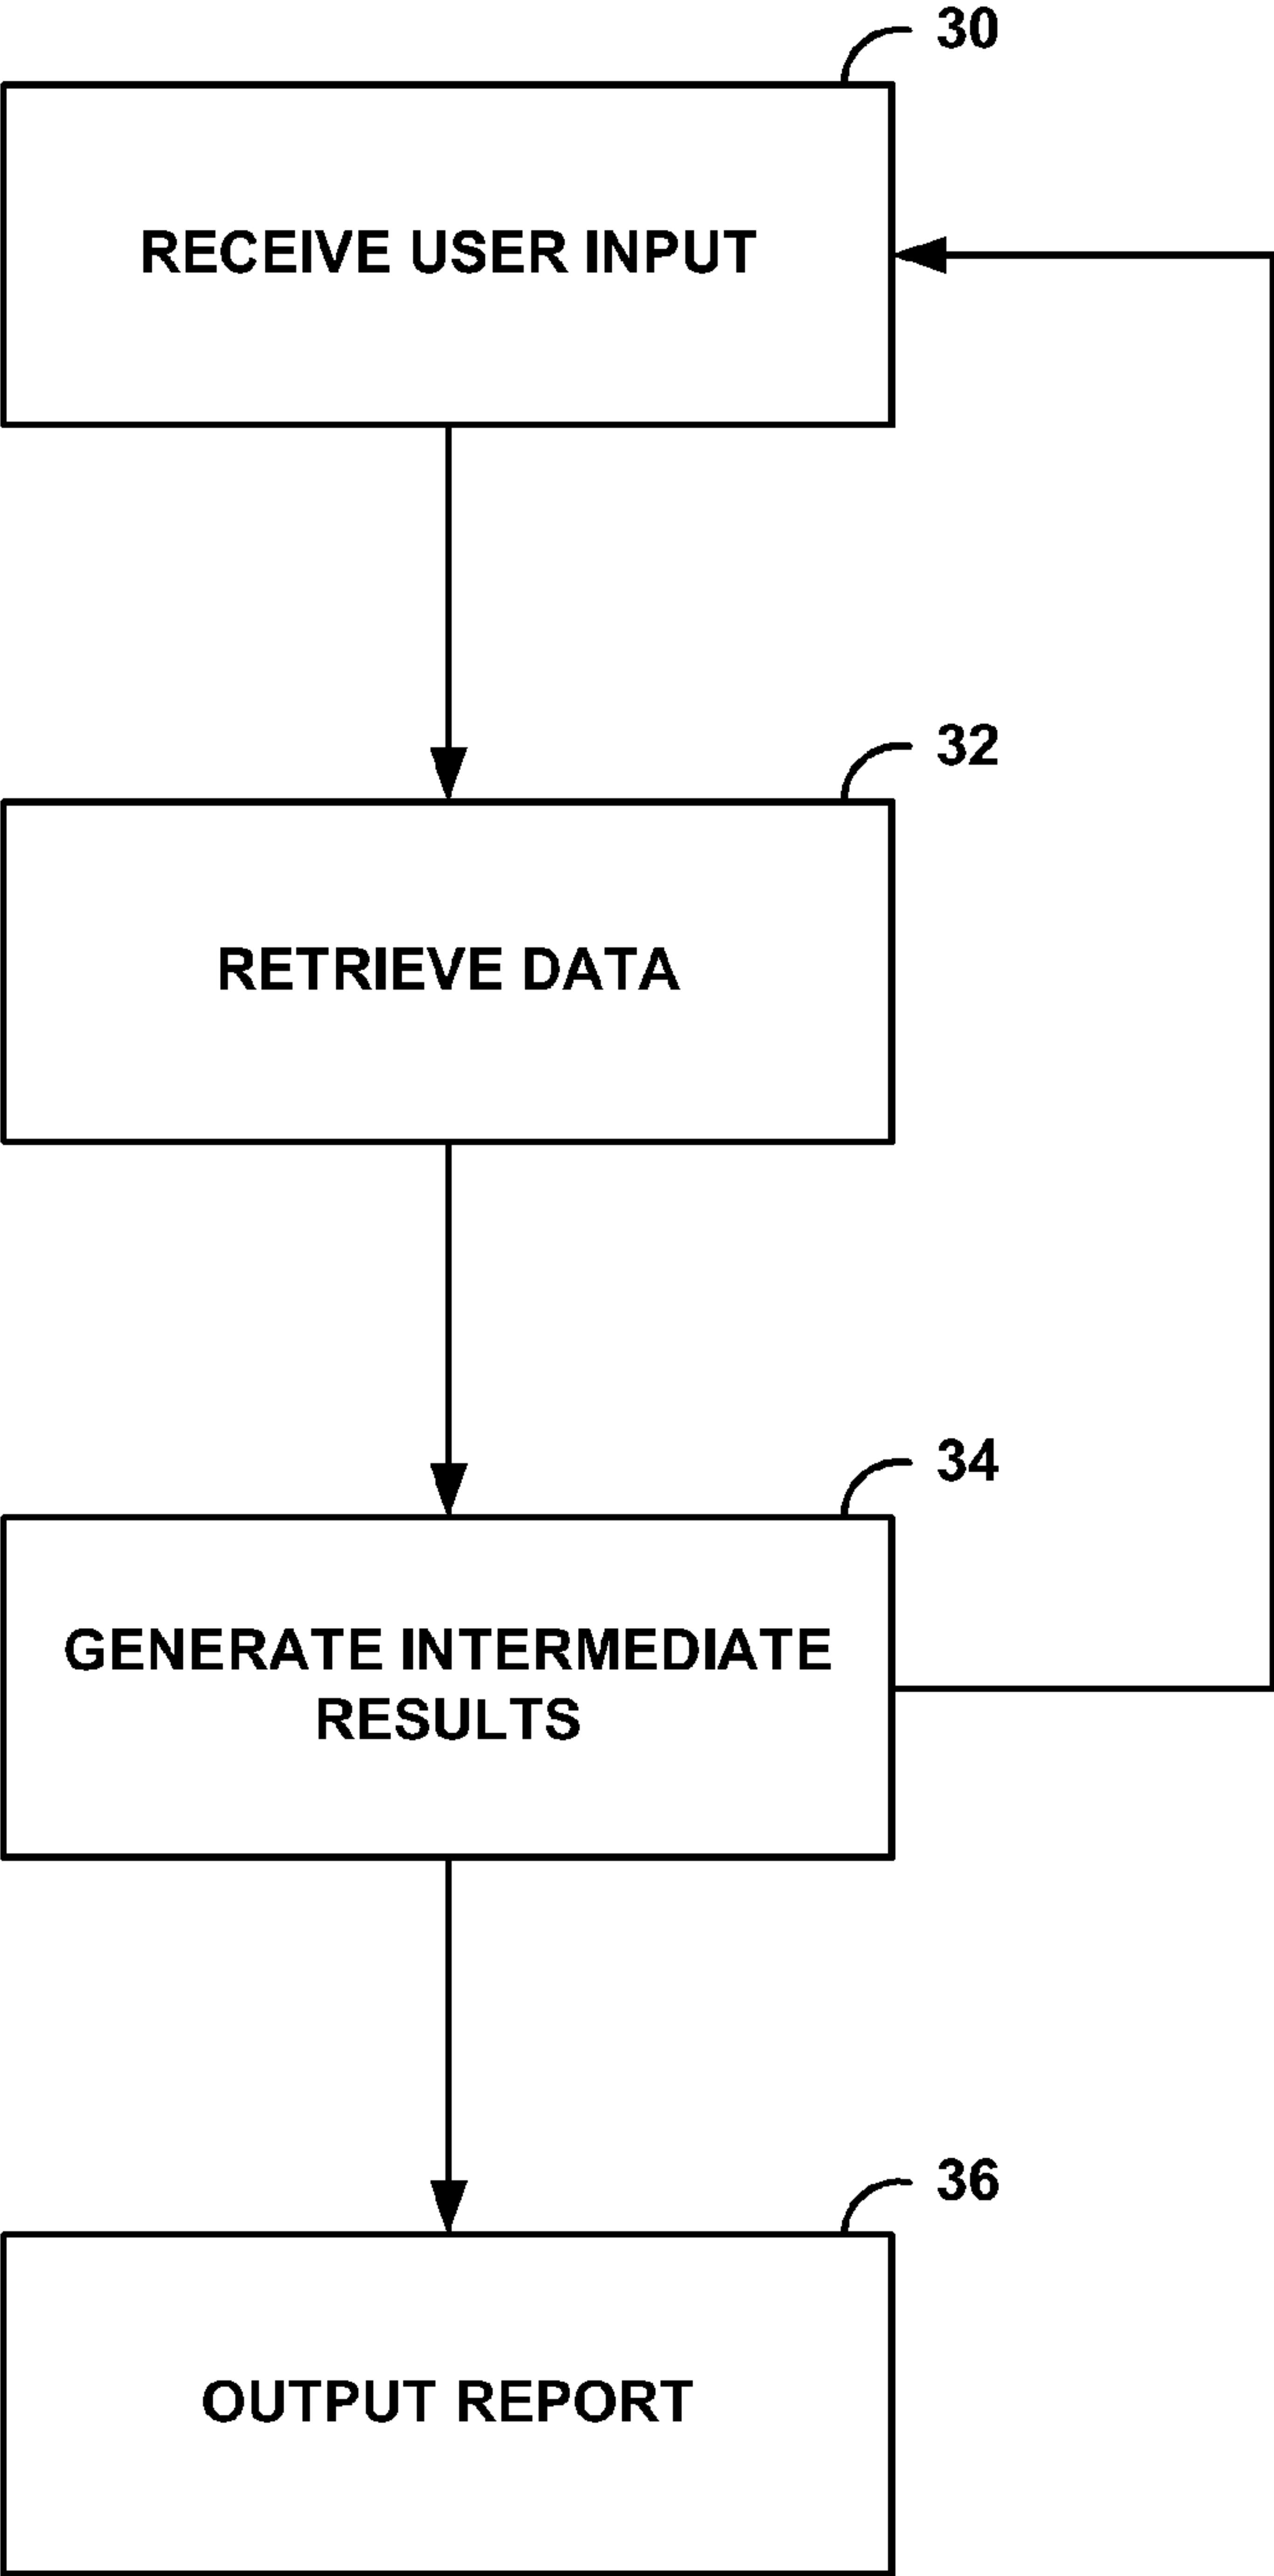 30
RECEIVE USER INPUT
32
RETRIEVE DATA
34
GENERATE INTERMEDIATE
RESULTS
36
OUTPUT REPORT